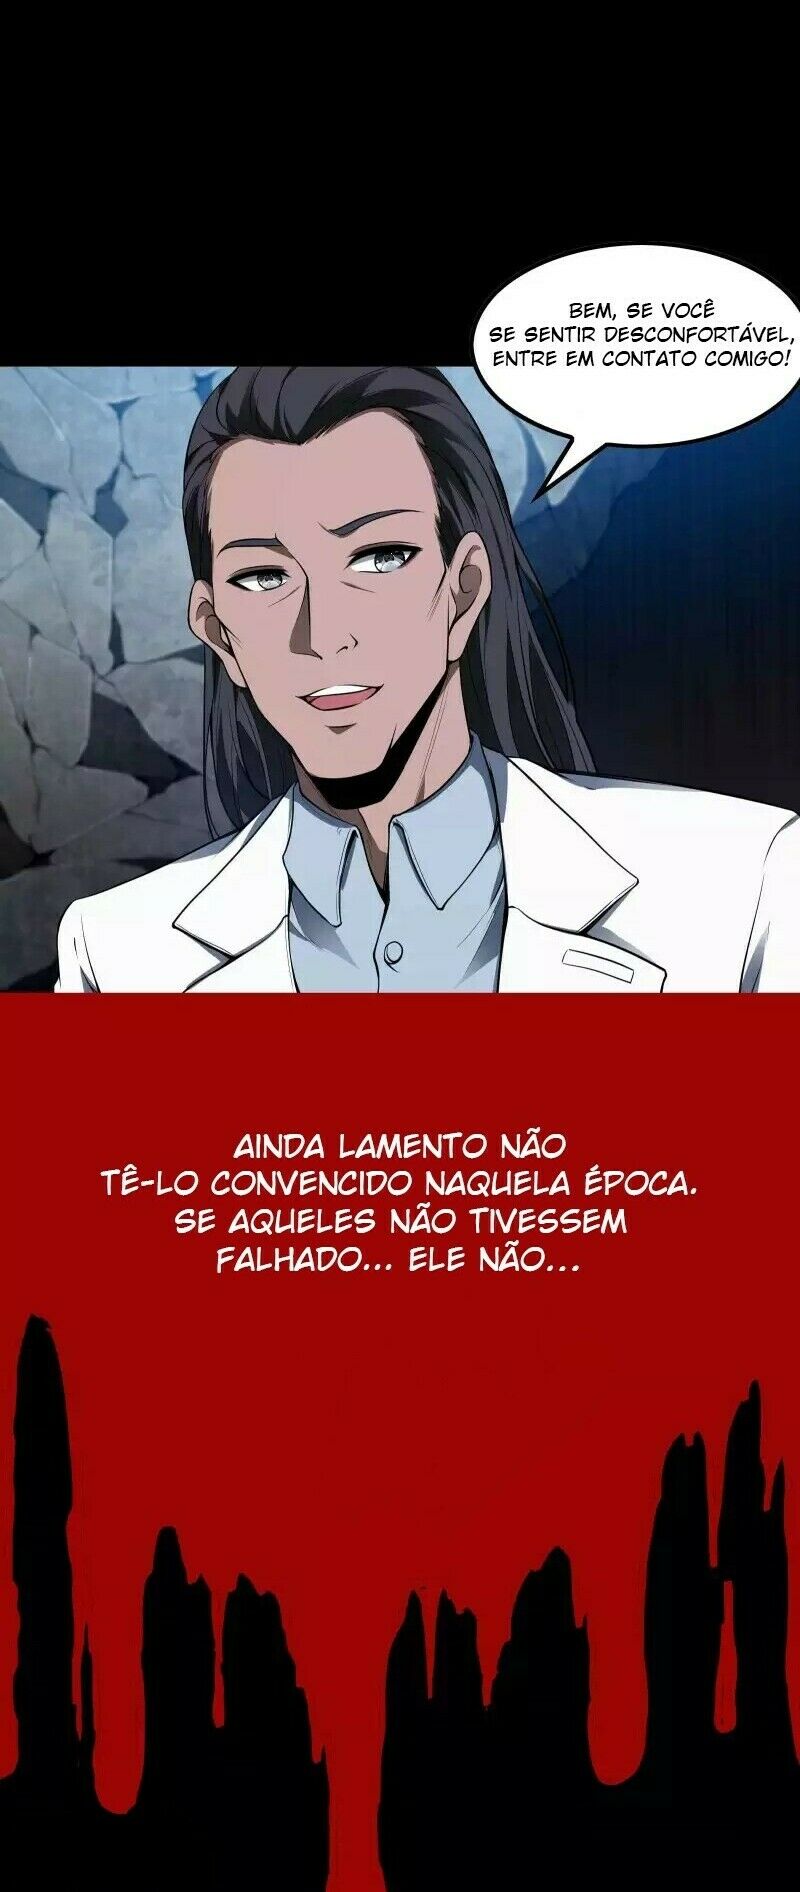 BEM, SE VOCÊ
SE SENTIR DESCONFORTÁVEL,
ENTRE EM CONTATO COMIGO!
AINDA LAMENTO NÃO
TÊ-LO CONVENCIDO NAQUELA ÉPOCA.
SE AQUELES NÃO TIVESSEM
FALHADO... ELE NÃO...